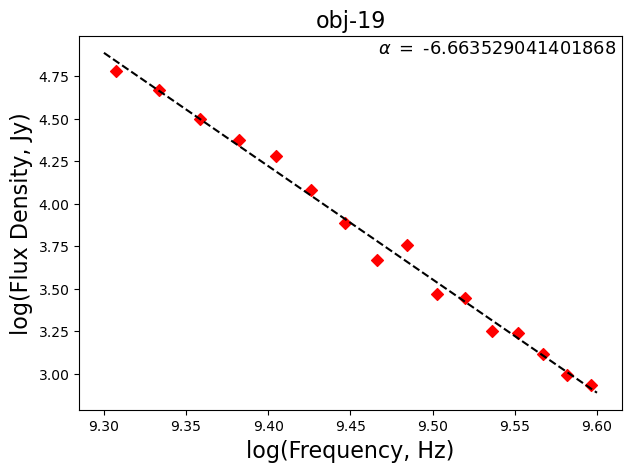 obj-19
α = -6.663529041401868
log(Flux Density, Jy)
4.75
4.50
4.25
4.00
3.75
3.50
3.25
3.00
9.30 9.35 9.40 9.45 9.50 9.55 9.60
log(Frequency, Hz)